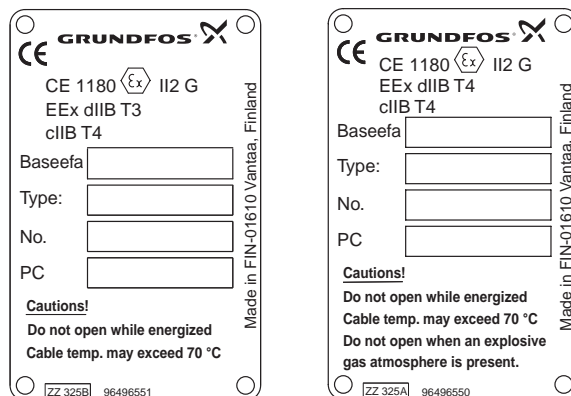 GRUNDFOS
CE
CE 1180 Ex II2 G
EEx dIIB T3
cIIB T4
Baseefa
Type:
No.
PC
Cautions!
Do not open while energized
Cable temp. may exceed 70 °C
ZZ 325B 96496551
Made in FIN-01610 Vantaa, Finland
GRUNDFOS
CE
CE 1180 Ex II2 G
EEx dIIB T4
cIIB T4
Baseefa
Type:
No.
PC
Cautions!
Do not open while energized
Cable temp. may exceed 70 °C
Do not open when an explosive
gas atmosphere is present.
ZZ 325A 96496550
Made in FIN-01610 Vantaa, Finland